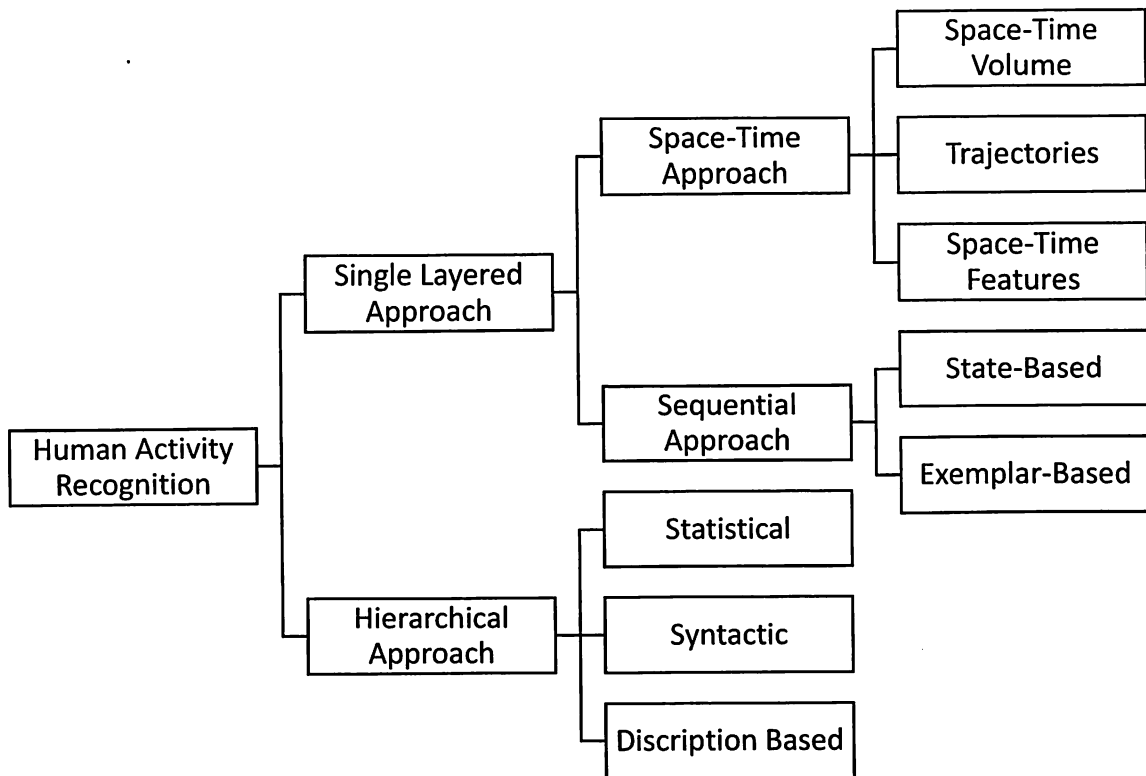 Human Activity
Recognition
Single Layered
Approach
Space-Time
Approach
Space-Time
Volume
Trajectories
Space-Time
Features
Sequential
Approach
State-Based
Exemplar-Based
Hierarchical
Approach
Statistical
Syntactic
Discription Based